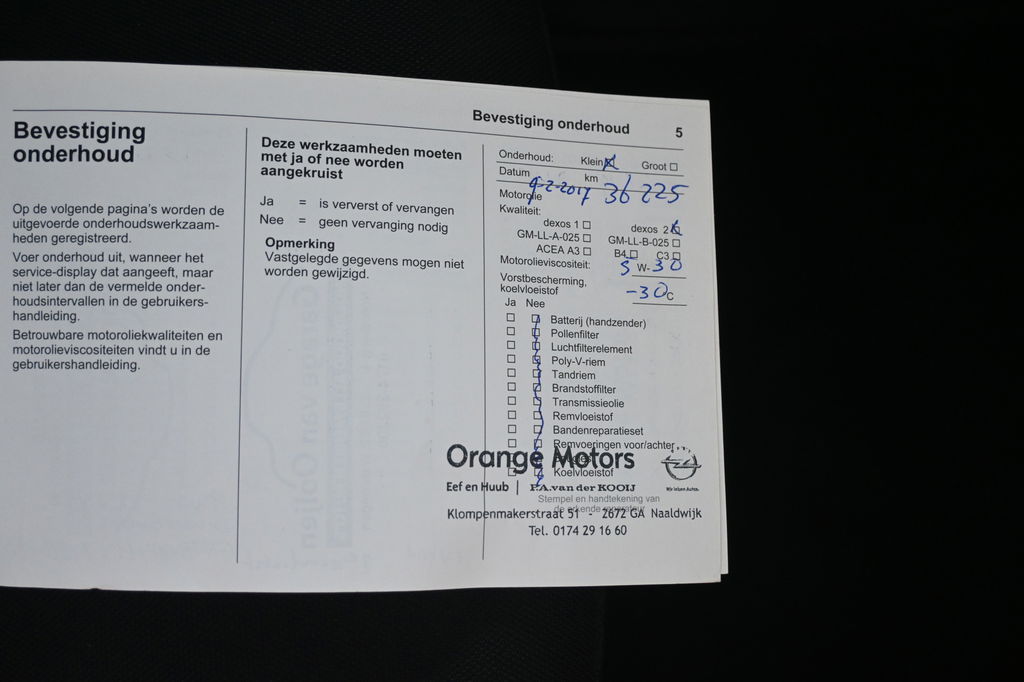 Bevestiging onderhoud 5
Bevestiging
onderhoud
Op de volgende pagina's worden de
uitgevoerde onderhoudswerkzaam-
heden geregistreerd.
Voer onderhoud uit, wanneer het
service-display dat aangeeft, maar
niet later dan de vermelde onder-
houdsintervallen in de gebruikers-
handleiding.
Betrouwbare motoroliekwaliteiten en
motorolieviscositeiten vindt u in de
gebruikershandleiding.
Deze werkzaamheden moeten
met ja of nee worden
aangekruist
Ja = is ververst of vervangen
Nee = geen vervanging nodig
Opmerking
Vastgelegde gegevens mogen niet
worden gewijzigd.
Onderhoud: Klein Groot
Datum 9-2-2017 km 36 225
Motorolie
Kwaliteit:
dexos 1 dexos 2
GM-LL-A-025 GM-LL-B-025
ACEA A3 B4 C3
Motorolieviscositeit: 5 W-30
Vorstbescherming,
koelvloeistof -30 C
Ja Nee
Batterij (handzender)
Pollenfilter
Luchtfilterelement
Poly-V-riem
Tandriem
Brandstoffilter
Transmissieolie
Remvloeistof
Bandenreparatieset
Remvoeringen voor/achter
Orange Motors
Koelvloeistof
Eef en Huub | P.A.van der KOOIJ
Wir leben Autos.
Stempel en handtekening van
de erkende reparateur
Klompenmakerstraat 51 - 2672 GA Naaldwijk
Tel. 0174 29 16 60